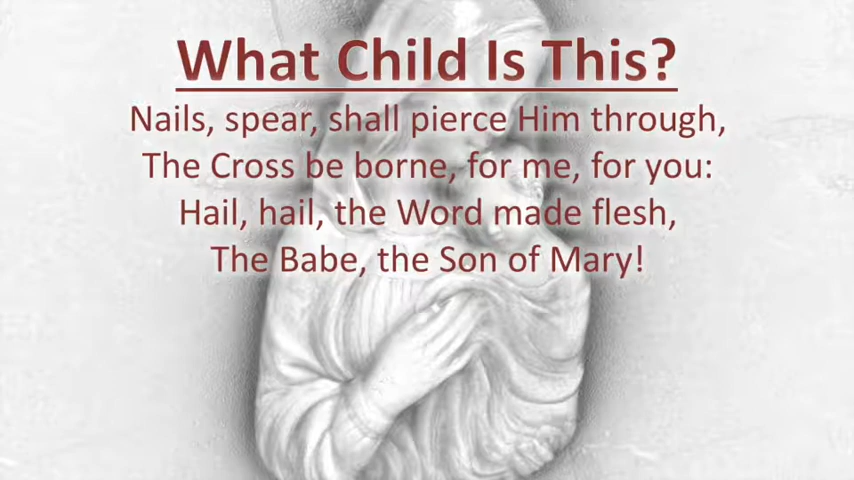 What Child Is This?
Nails, spear, shall pierce Him through,
The Cross be borne, for me, for you:
Hail, hail, the Word made flesh,
The Babe, the Son of Mary!